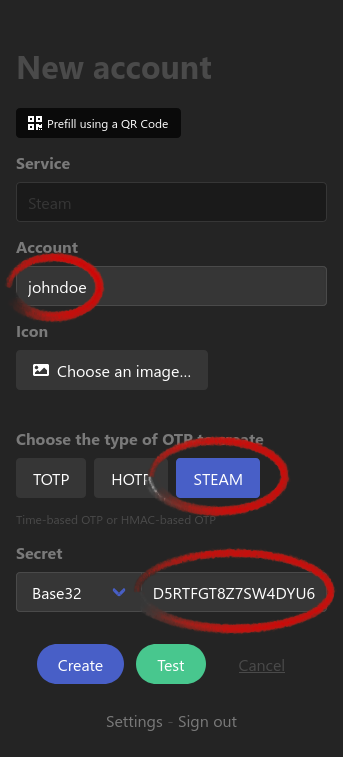 New account
Prefill using a QR Code
Service
Steam
Account
johndoe
Icon
Choose an image...
Choose the type of OTP to create
TOTP HOTP STEAM
Time-based OTP or HMAC-based OTP
Secret
Base32 D5RTFGT8Z7SW4DYU6
Create Test Cancel
Settings - Sign out